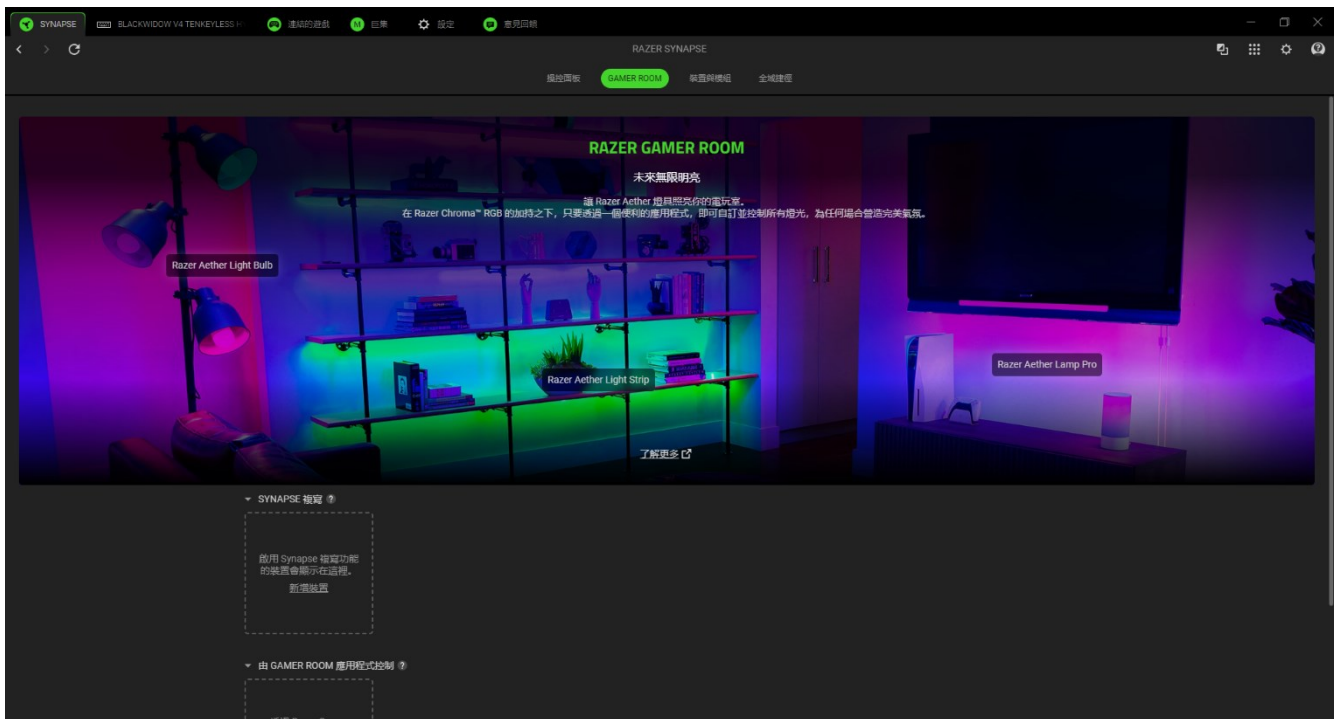 SYNAPSE
BLACKWIDOW V4 TENKEYLESS H
連結的遊戲
巨集
設定
意見回饋
RAZER SYNAPSE
操控面板
GAMER ROOM
裝置與模組
全域捷徑
RAZER GAMER ROOM
未來無限明亮
讓 Razer Aether 燈具照亮你的電玩室。
在 Razer Chroma™ RGB 的加持之下，只要透過一個便利的應用程式，即可自訂並控制所有燈光，為任何場合營造完美氣氛。
Razer Aether Light Bulb
Razer Aether Lamp Pro
Razer Aether Light Strip
了解更多
SYNAPSE 複寫 ?
啟用 Synapse 複寫功能
的裝置會顯示在這裡。
新增裝置
由 GAMER ROOM 應用程式控制 ?